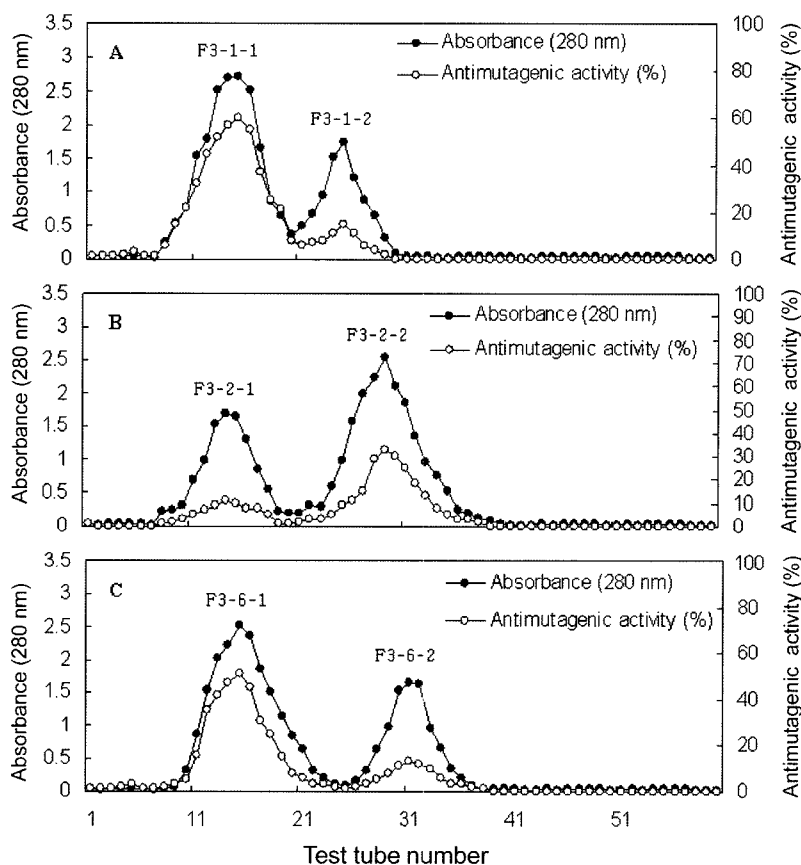 A
F3-1-1
F3-1-2
Absorbance (280 nm)
Antimutagenic activity (%)
Absorbance (280 nm)
3.5
3
2.5
2
1.5
1
0.5
0
100
80
60
40
20
0
Antimutagenic activity (%)
B
F3-2-1
F3-2-2
Absorbance (280 nm)
Antimutagenic activity (%)
Absorbance (280 nm)
3.5
3
2.5
2
1.5
1
0.5
0
100
90
80
70
60
50
40
30
20
10
0
Antimutagenic activity (%)
C
F3-6-1
F3-6-2
Absorbance (280 nm)
Antimutagenic activity (%)
Absorbance (280 nm)
3.5
3
2.5
2
1.5
1
0.5
0
100
80
60
40
20
0
Antimutagenic activity (%)
1 11 21 31 41 51
Test tube number